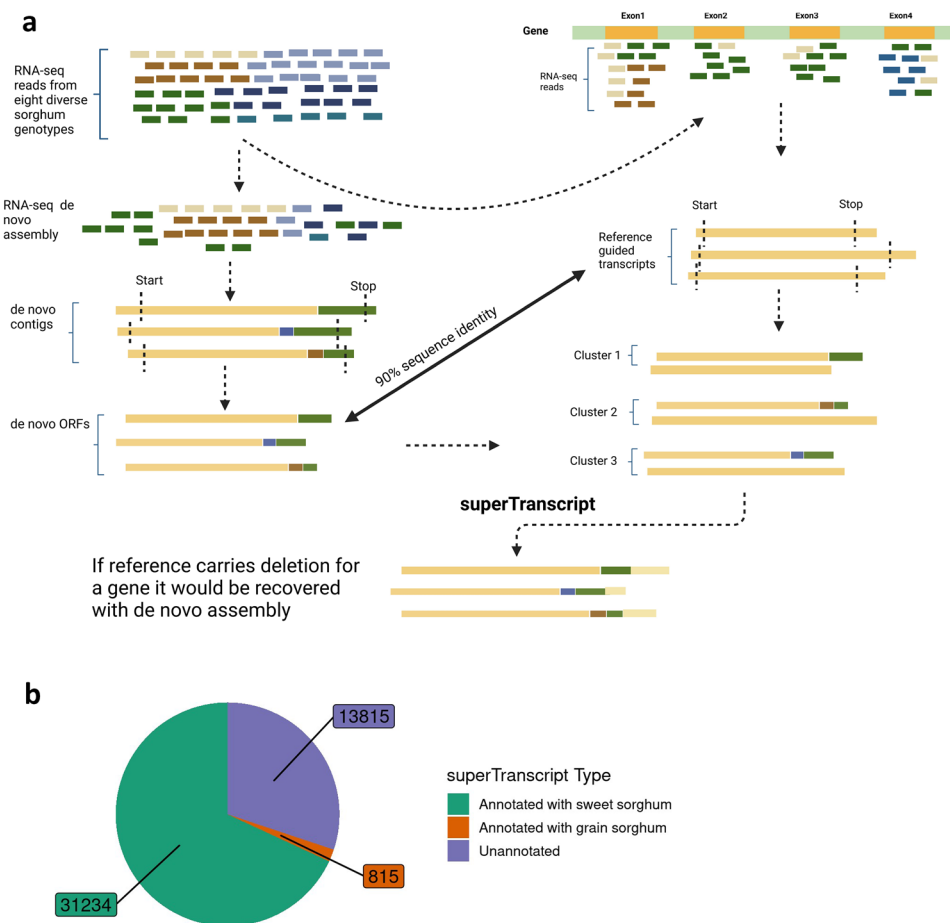 a
RNA-seq
reads from
eight diverse
sorghum
genotypes
Gene
Exon1
Exon2
Exon3
Exon4
RNA-seq
reads
RNA-seq de
novo
assembly
Start
Stop
Reference
guided
transcripts
Start
Stop
de novo
contigs
90% sequence identity
Cluster 1
Cluster 2
Cluster 3
de novo ORFs
superTranscript
If reference carries deletion for
a gene it would be recovered
with de novo assembly
b
13815
815
31234
superTranscript Type
Annotated with sweet sorghum
Annotated with grain sorghum
Unannotated